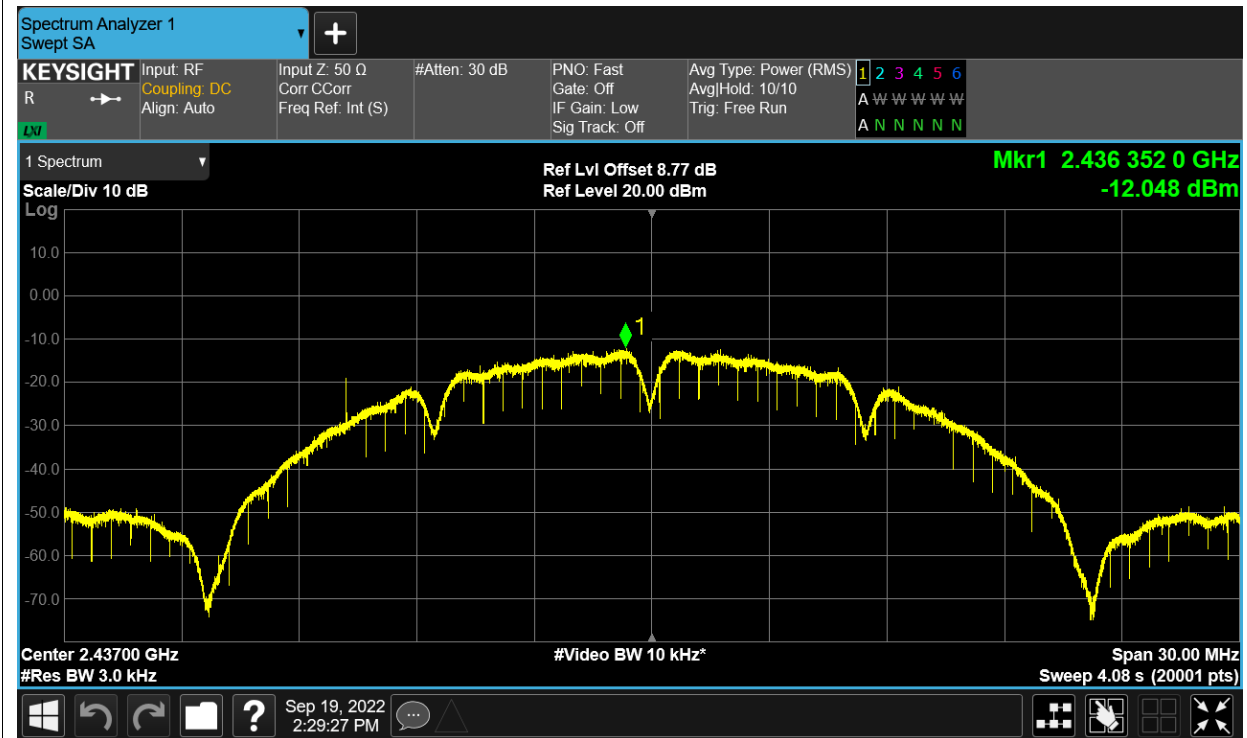 Spectrum Analyzer 1
Swept SA
KEYSIGHT
R
LXI
Input: RF
Coupling: DC
Align: Auto
Input Z: 50 Ω
Corr CCorr
Freq Ref: Int (S)
#Atten: 30 dB
PNO: Fast
Gate: Off
IF Gain: Low
Sig Track: Off
Avg Type: Power (RMS)
Avg|Hold: 10/10
Trig: Free Run
1 2 3 4 5 6
A W W W W W
A N N N N N
1 Spectrum
Scale/Div 10 dB
Ref Lvl Offset 8.77 dB
Ref Level 20.00 dBm
Mkr1 2.436 352 0 GHz
-12.048 dBm
Log
10.0
0.00
1
-10.0
-20.0
-30.0
-40.0
-50.0
-60.0
-70.0
Center 2.43700 GHz
#Video BW 10 kHz*
Span 30.00 MHz
#Res BW 3.0 kHz
Sweep 4.08 s (20001 pts)
?
Sep 19, 2022
2:29:27 PM